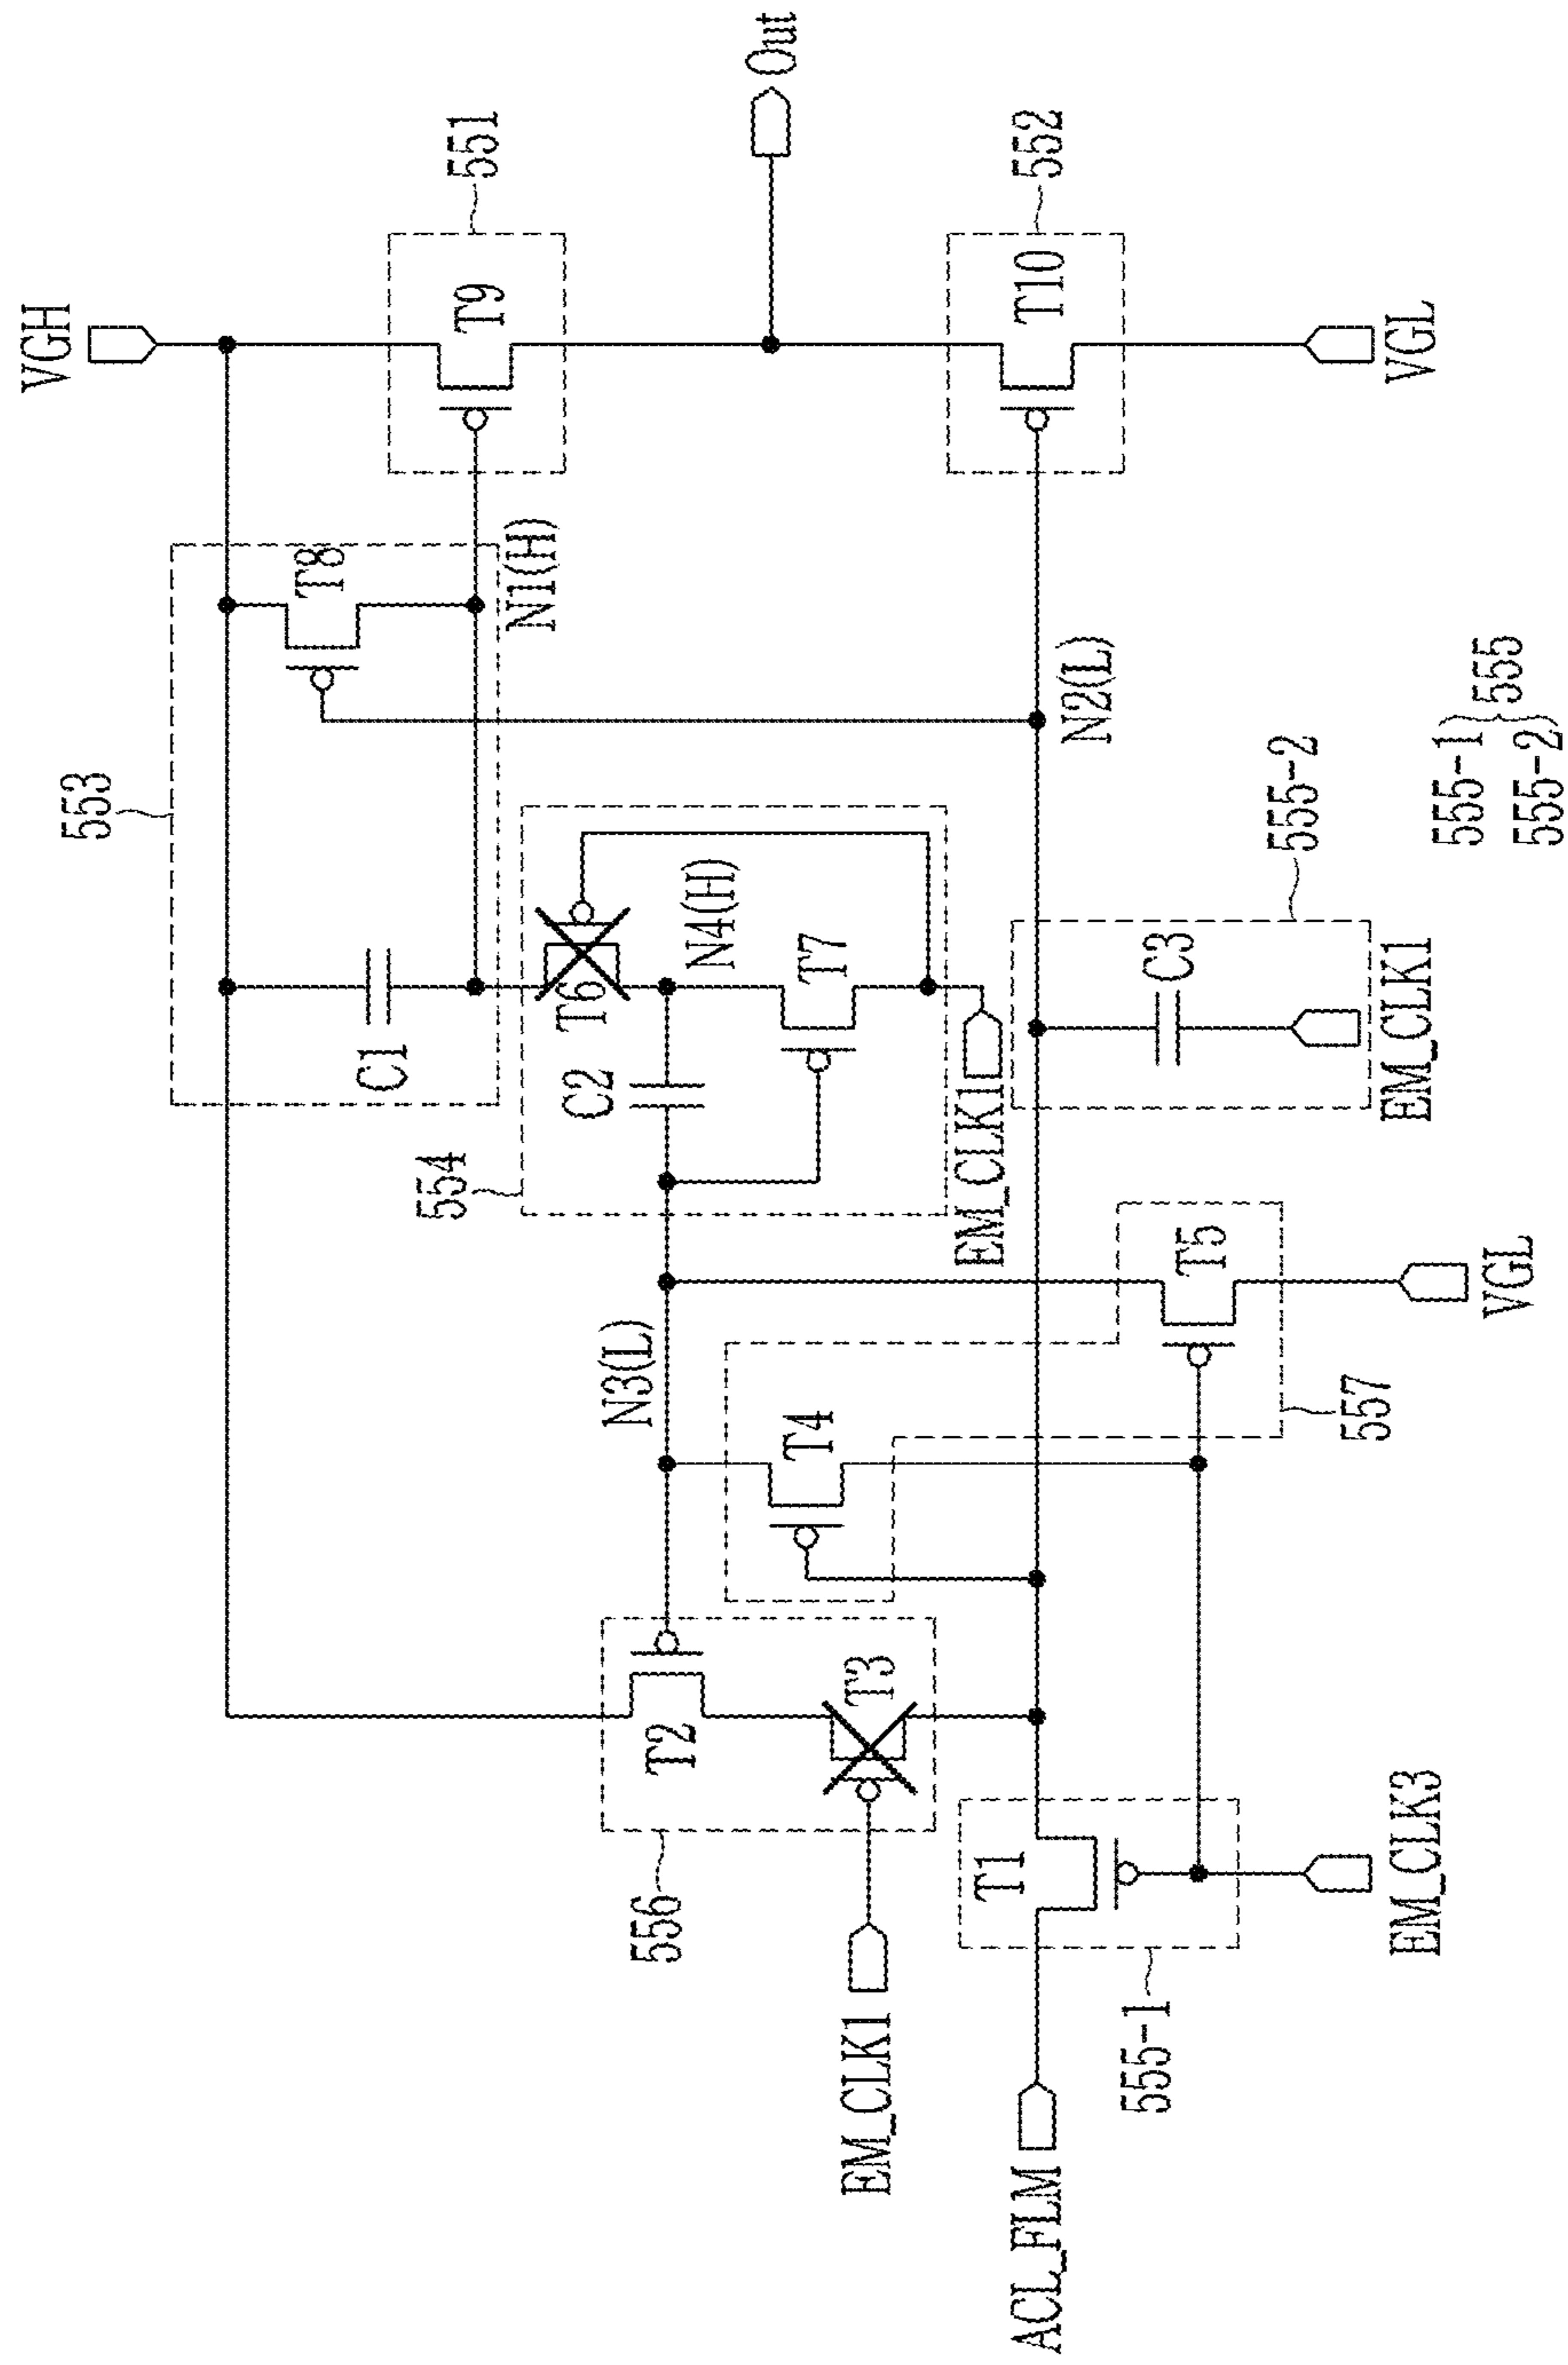 VGH
553
T8
551
T9
C1
N1(H)
Out
554
T6
C2
N4(H)
T7
EM_CLK1
552
T10
VGL
N3(L)
N2(L)
556
T2
T3
EM_CLK1
T4
T5
557
VGL
555-2
C3
EM_CLK1
ACL_FLM
T1
555-1
EM_CLK3
555-1
555-2
555